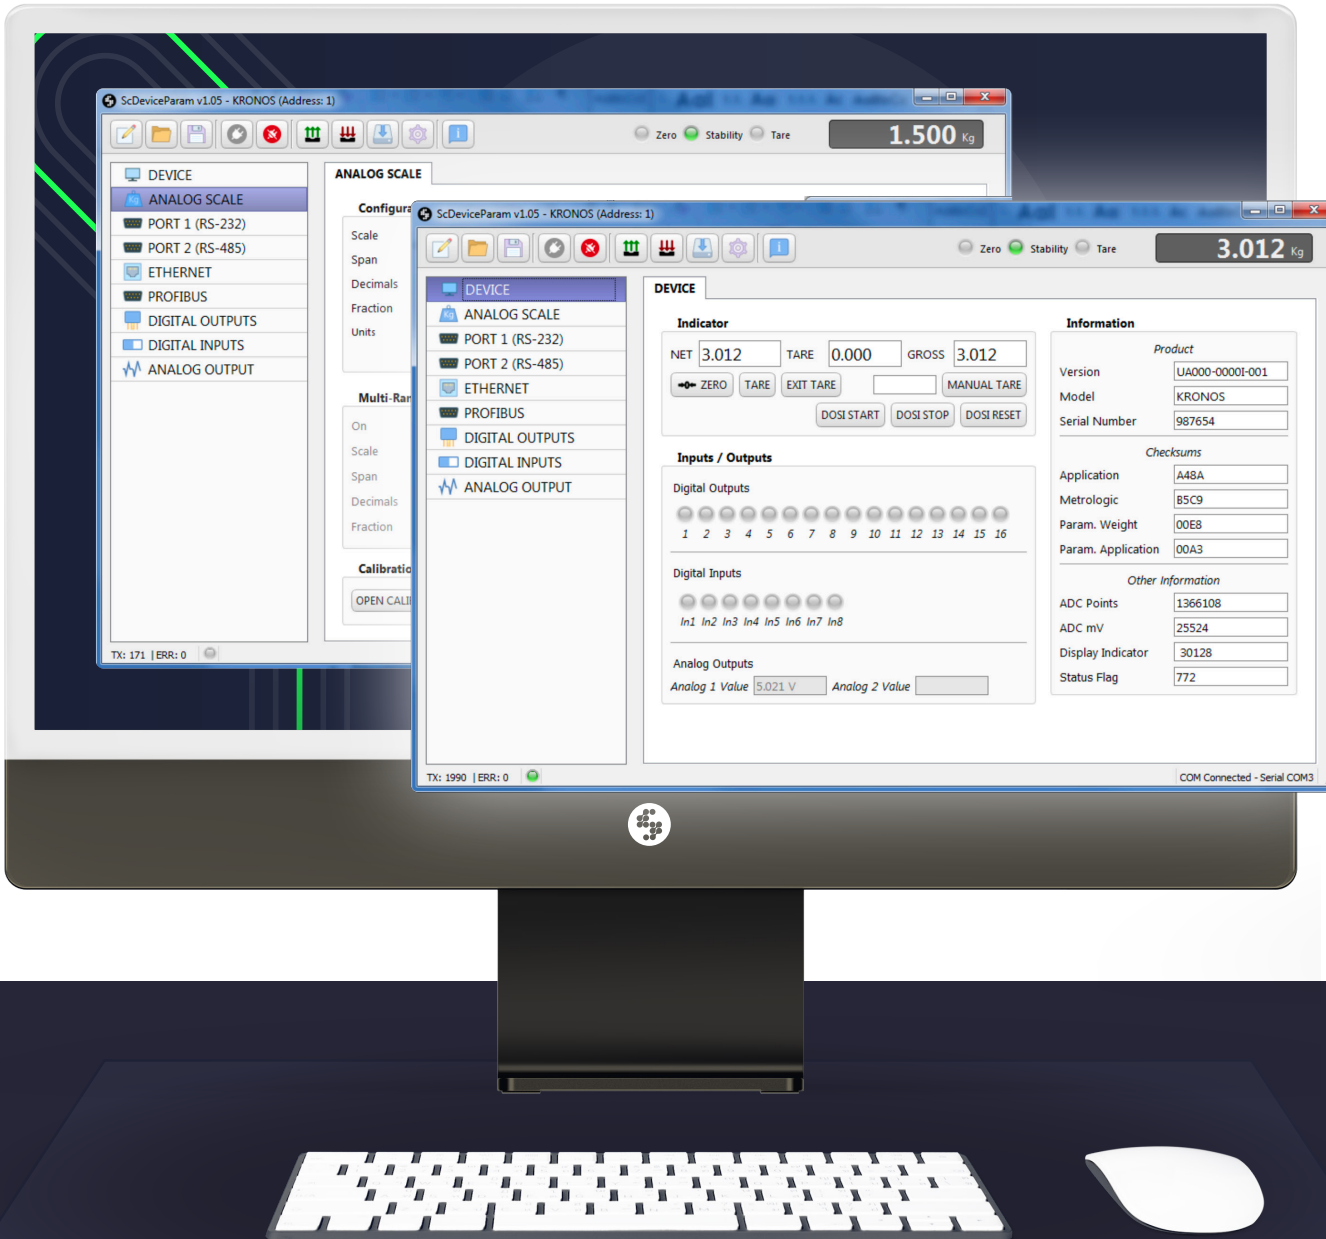 ScDeviceParam v1.05 - KRONOS (Address: 1)
Zero Stability Tare 1.500 Kg
DEVICE
ANALOG SCALE
PORT 1 (RS-232)
PORT 2 (RS-485)
ETHERNET
PROFIBUS
DIGITAL OUTPUTS
DIGITAL INPUTS
ANALOG OUTPUT
ANALOG SCALE
Configura
Scale
Span
Decimals
Fraction
Units
Multi-Ran
On
Scale
Span
Decimals
Fraction
Calibratio
OPEN CALI
TX: 171 | ERR: 0
ScDeviceParam v1.05 - KRONOS (Address: 1)
Zero Stability Tare 3.012 Kg
DEVICE
Kg ANALOG SCALE
PORT 1 (RS-232)
PORT 2 (RS-485)
ETHERNET
PROFIBUS
DIGITAL OUTPUTS
DIGITAL INPUTS
ANALOG OUTPUT
DEVICE
Indicator
NET 3.012 TARE 0.000 GROSS 3.012
ZERO TARE EXIT TARE MANUAL TARE
DOSI START DOSI STOP DOSI RESET
Inputs / Outputs
Digital Outputs
1 2 3 4 5 6 7 8 9 10 11 12 13 14 15 16
Digital Inputs
In1 In2 In3 In4 In5 In6 In7 In8
Analog Outputs
Analog 1 Value 5.021 V Analog 2 Value
Information
Product
Version UA000-0000I-001
Model KRONOS
Serial Number 987654
Checksums
Application A48A
Metrologic B5C9
Param. Weight 00E8
Param. Application 00A3
Other Information
ADC Points 1366108
ADC mV 25524
Display Indicator 30128
Status Flag 772
TX: 1990 | ERR: 0
COM Connected - Serial COM3